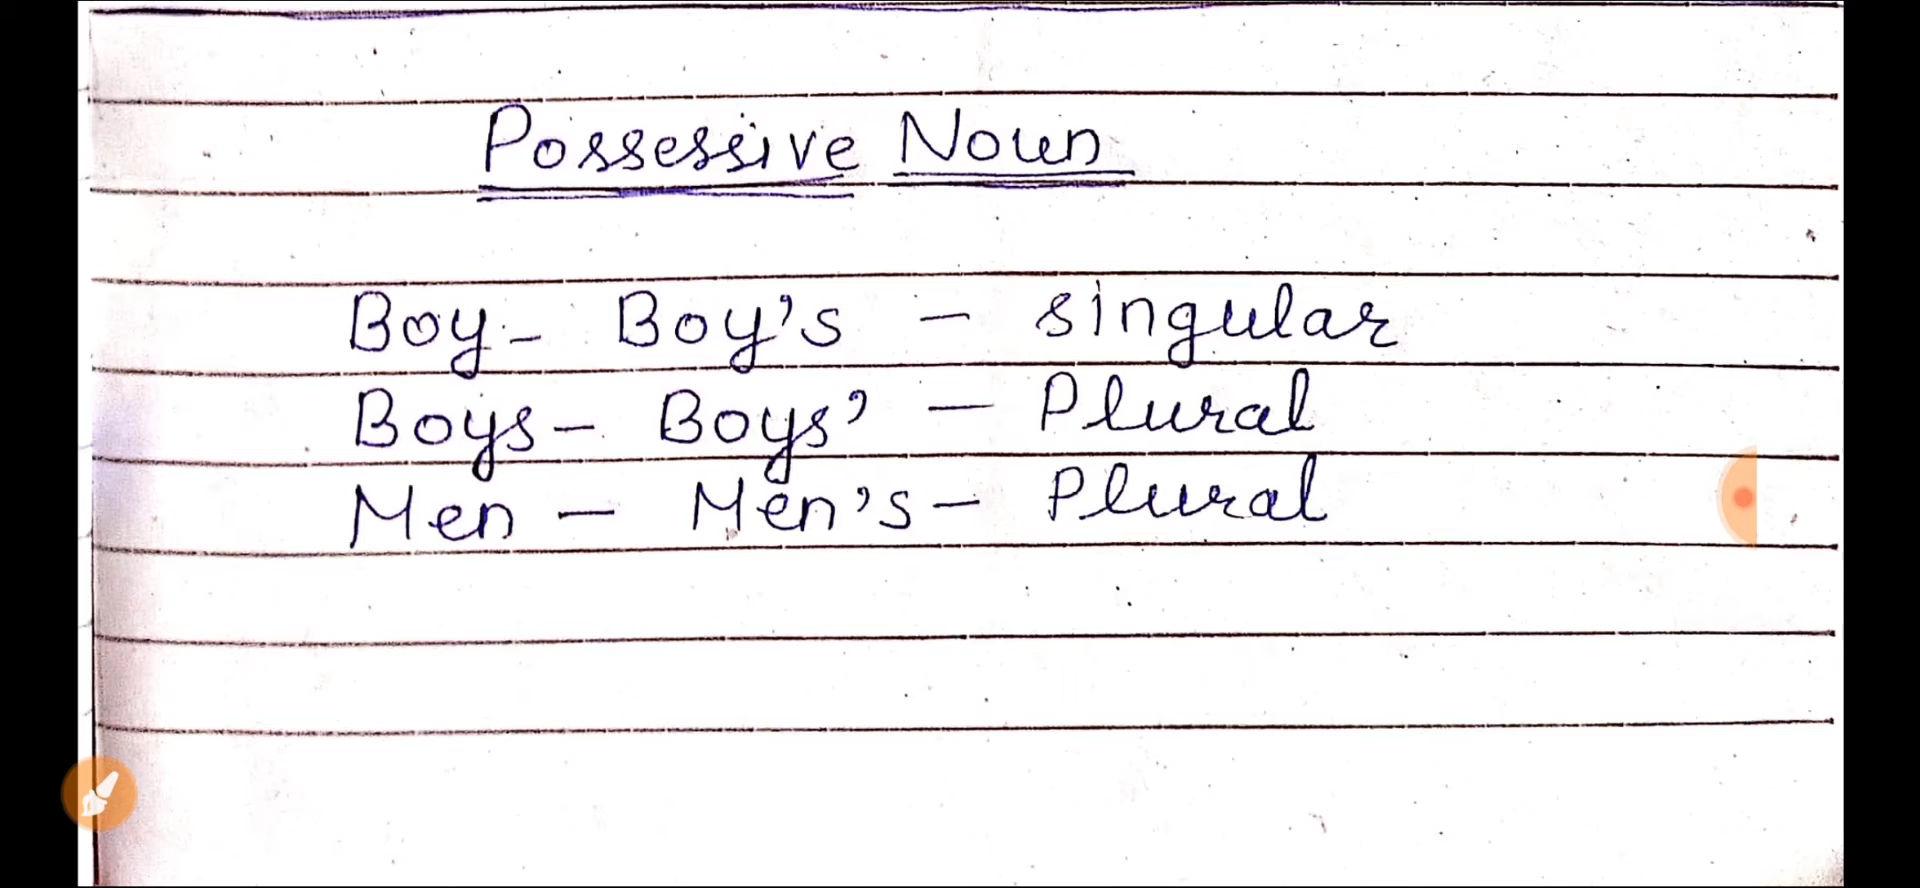 Possessive Noun
Boy - Boy's - singular
Boys - Boys' - Plural
Men - Men's - Plural